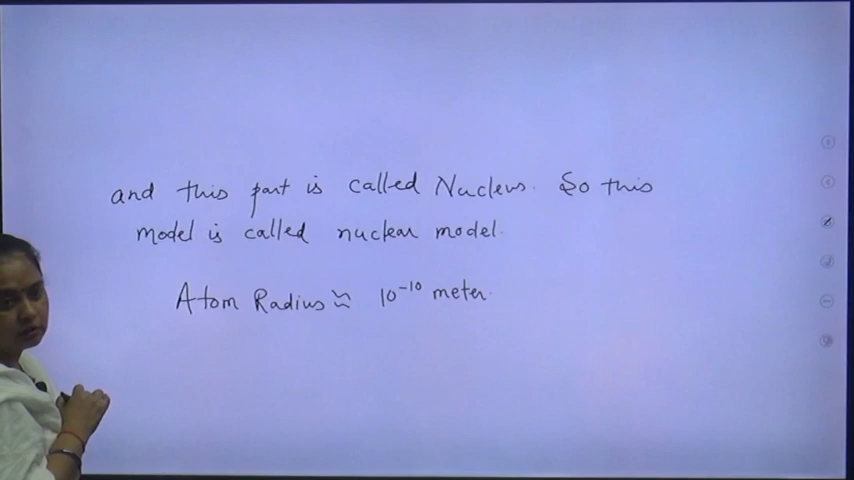 and this part is called Nucleus. So this
model is called nuclear model.
Atom Radius ≈ 10⁻¹⁰ meter.